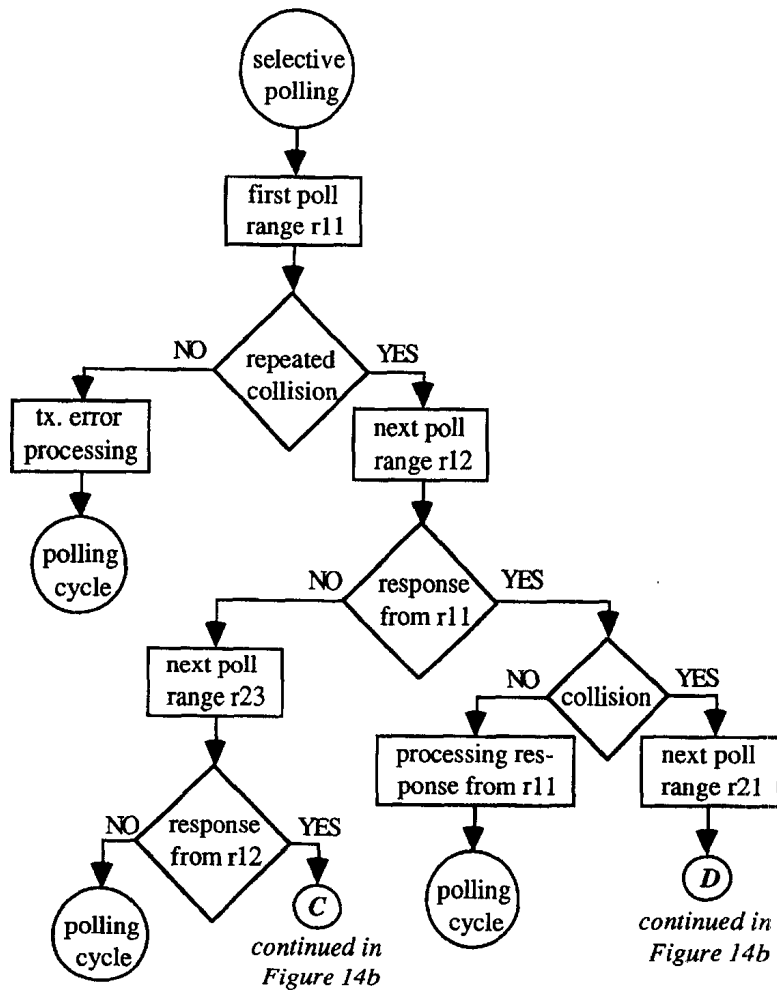 selective
polling
first poll
range r11
NO
repeated
collision
YES
tx. error
processing
next poll
range r12
polling
cycle
NO
response
from r11
YES
next poll
range r23
NO
collision
YES
processing res-
ponse from r11
next poll
range r21
NO
response
from r12
YES
polling
cycle
C
continued in
Figure 14b
polling
cycle
D
continued in
Figure 14b